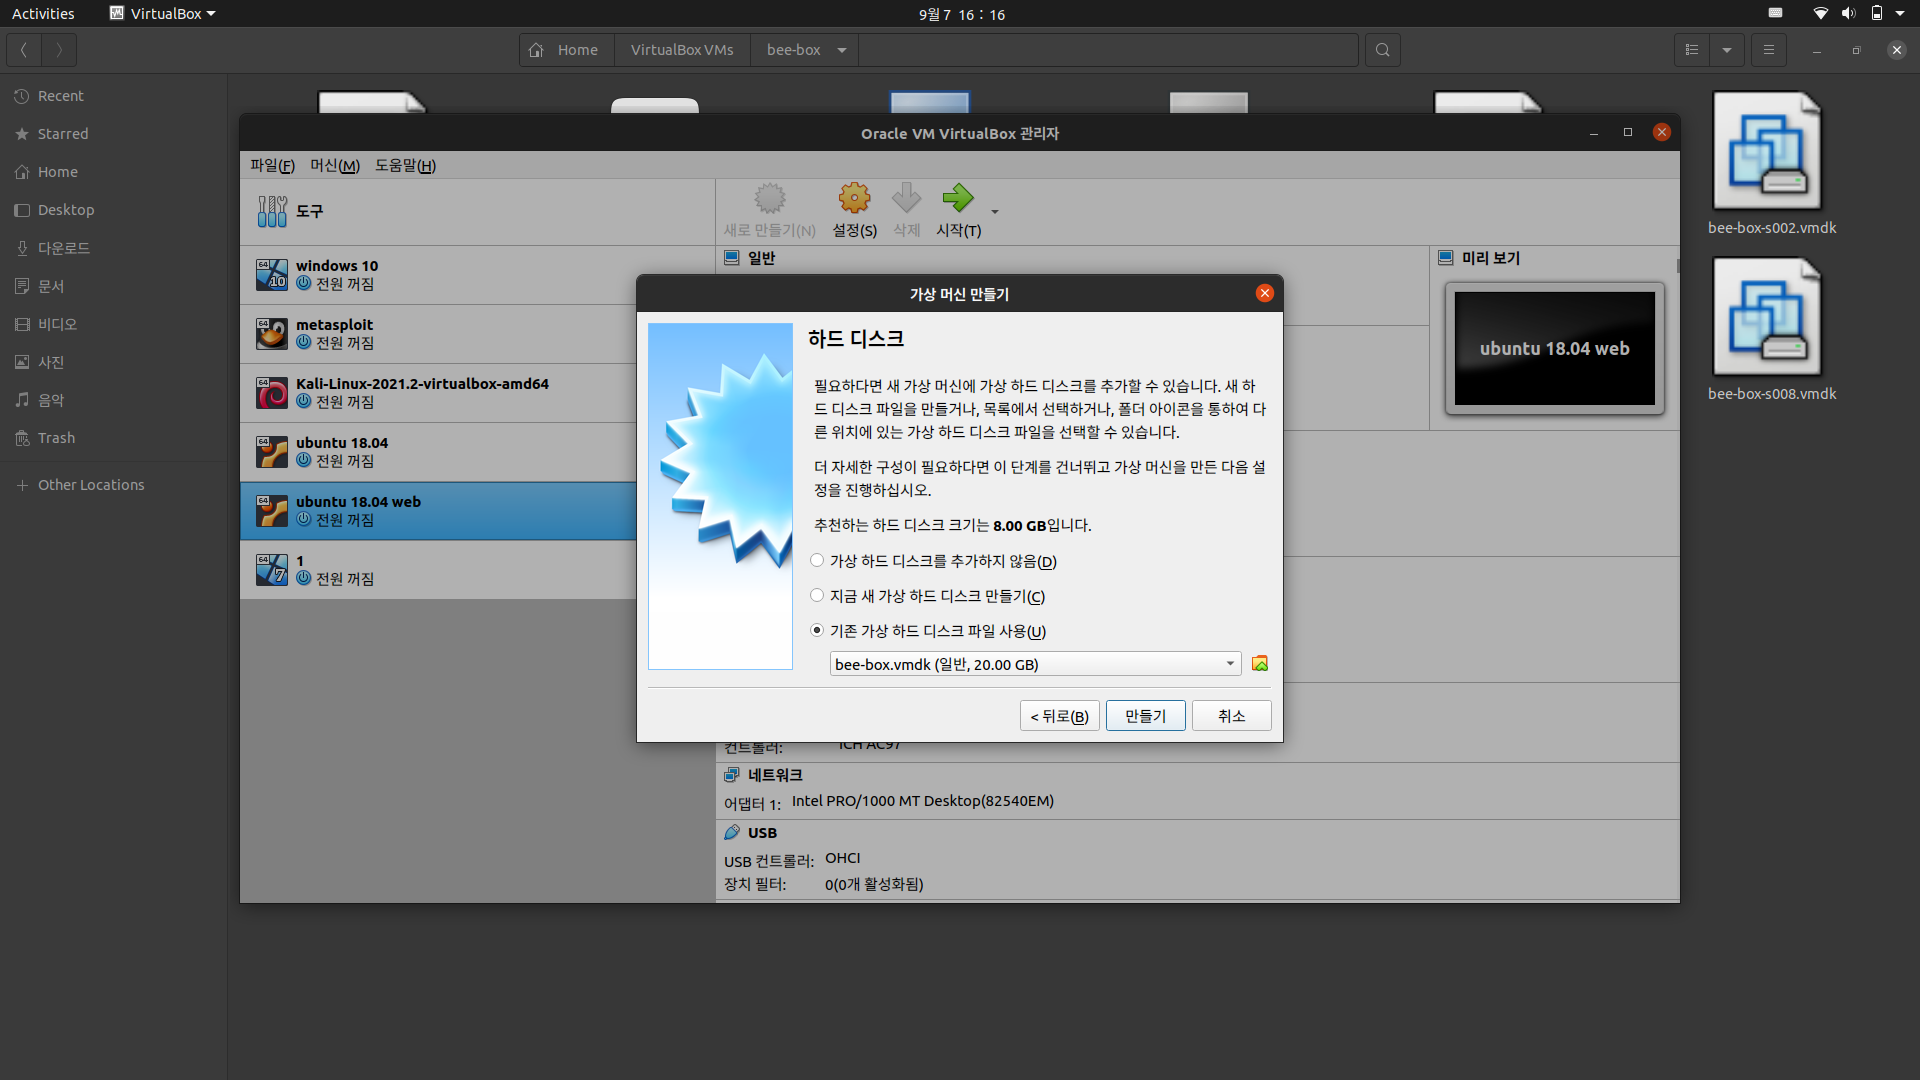 Activities
VirtualBox
9월 7 16 : 16
Home
VirtualBox VMs
bee-box
Recent
Starred
Home
Desktop
다운로드
문서
비디오
사진
음악
Trash
Other Locations
bee-box-s002.vmdk
bee-box-s008.vmdk
Oracle VM VirtualBox 관리자
파일(F) 머신(M) 도움말(H)
도구
새로 만들기(N) 설정(S) 삭제 시작(T)
64
10
windows 10
전원 꺼짐
64
metasploit
전원 꺼짐
64
Kali-Linux-2021.2-virtualbox-amd64
전원 꺼짐
64
ubuntu 18.04
전원 꺼짐
64
ubuntu 18.04 web
전원 꺼짐
64
7
1
전원 꺼짐
일반
미리 보기
ubuntu 18.04 web
가상 머신 만들기
하드 디스크
필요하다면 새 가상 머신에 가상 하드 디스크를 추가할 수 있습니다. 새 하
드 디스크 파일을 만들거나, 목록에서 선택하거나, 폴더 아이콘을 통하여 다
른 위치에 있는 가상 하드 디스크 파일을 선택할 수 있습니다.
더 자세한 구성이 필요하다면 이 단계를 건너뛰고 가상 머신을 만든 다음 설
정을 진행하십시오.
추천하는 하드 디스크 크기는 8.00 GB입니다.
가상 하드 디스크를 추가하지 않음(D)
지금 새 가상 하드 디스크 만들기(C)
기존 가상 하드 디스크 파일 사용(U)
bee-box.vmdk (일반, 20.00 GB)
< 뒤로(B) 만들기 취소
컨트롤러: ICH AC97
네트워크
어댑터 1: Intel PRO/1000 MT Desktop(82540EM)
USB
USB 컨트롤러: OHCI
장치 필터: 0(0개 활성화됨)